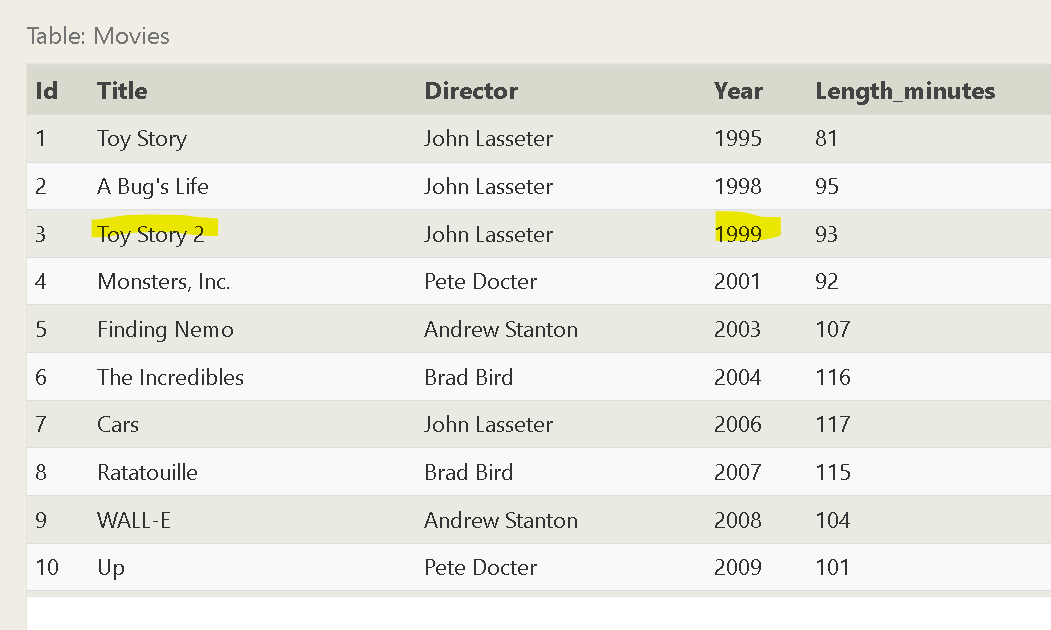 Table: Movies
Id Title Director Year Length_minutes
1 Toy Story John Lasseter 1995 81
2 A Bug's Life John Lasseter 1998 95
3 Toy Story 2 John Lasseter 1999 93
4 Monsters, Inc. Pete Docter 2001 92
5 Finding Nemo Andrew Stanton 2003 107
6 The Incredibles Brad Bird 2004 116
7 Cars John Lasseter 2006 117
8 Ratatouille Brad Bird 2007 115
9 WALL-E Andrew Stanton 2008 104
10 Up Pete Docter 2009 101